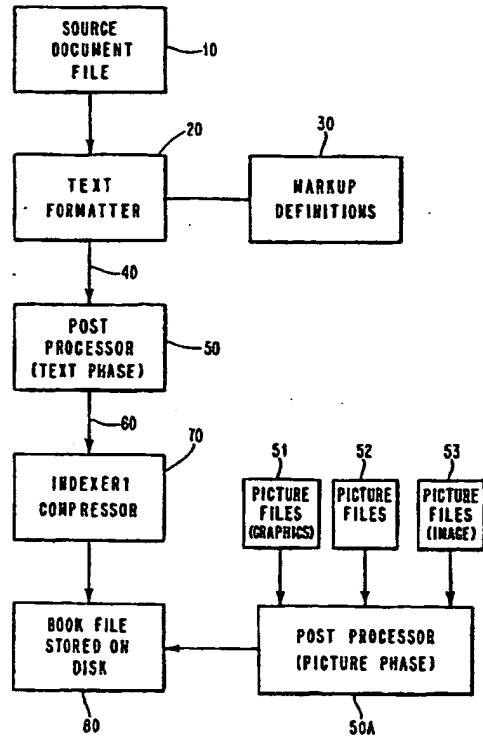 SOURCE
DOCUMENT
FILE
10
20
TEXT
FORMATTER
30
MARKUP
DEFINITIONS
40
POST
PROCESSOR
(TEXT PHASE)
50
60
70
INDEXER1
COMPRESSOR
51
PICTURE
FILES
(GRAPHICS)
52
PICTURE
FILES
53
PICTURE
FILES
(IMAGE)
BOOK FILE
STORED ON
DISK
80
POST PROCESSOR
(PICTURE PHASE)
50A